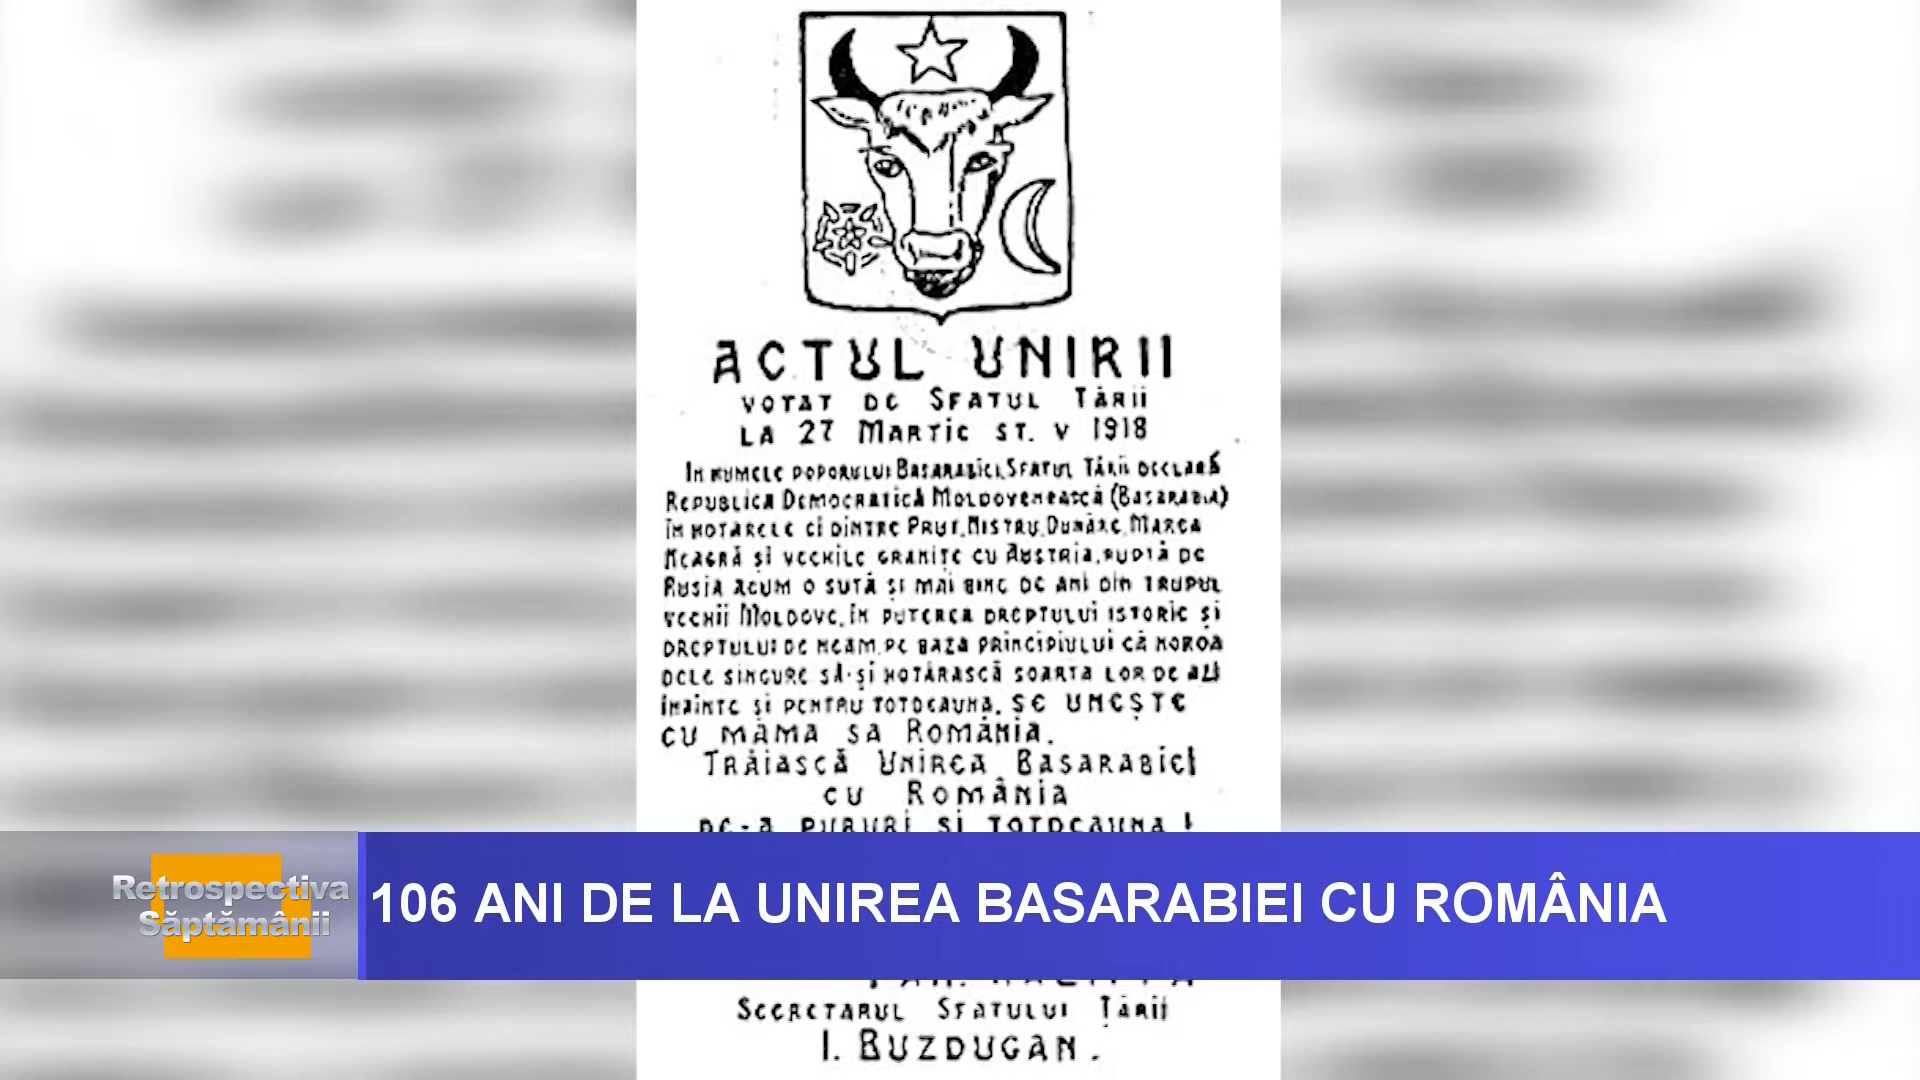 ACTUL UNIRII
VOTAT DE SFATUL ȚĂRII
LA 27 MARTIE ST. V 1918
ÎN NUMELE POPORULUI BASARABIEI, SFATUL ȚĂRII DECLARĂ
REPUBLICA DEMOCRATICĂ MOLDOVENEASCĂ (BASARABIA)
ÎN HOTARELE EI DINTRE PRUT, NISTRU, DUNĂRE, MAREA
NEAGRĂ ȘI VECHILE GRANIȚE CU AUSTRIA, RUPTĂ DE
RUSIA ACUM O SUTĂ ȘI MAI BINE DE ANI DIN TRUPUL
VECHII MOLDOVE, ÎN PUTEREA DREPTULUI ISTORIC ȘI
DREPTULUI DE NEAM, PE BAZA PRINCIPIULUI CĂ NOROA
DELE SINGURE SĂ-ȘI HOTĂRASCĂ SOARTA LOR DE AZI
ÎNAINTE ȘI PENTRU TOTDEAUNA, SE UNEȘTE
CU MAMA SA ROMÂNIA.
TRĂIASCĂ UNIREA BASARABIEI
CU ROMÂNIA
DE-A PURURI ȘI TOTDEAUNA!
Retrospectiva
Săptămânii
106 ANI DE LA UNIREA BASARABIEI CU ROMÂNIA
SECRETARUL SFATULUI ȚĂRII
I. BUZDUGAN.